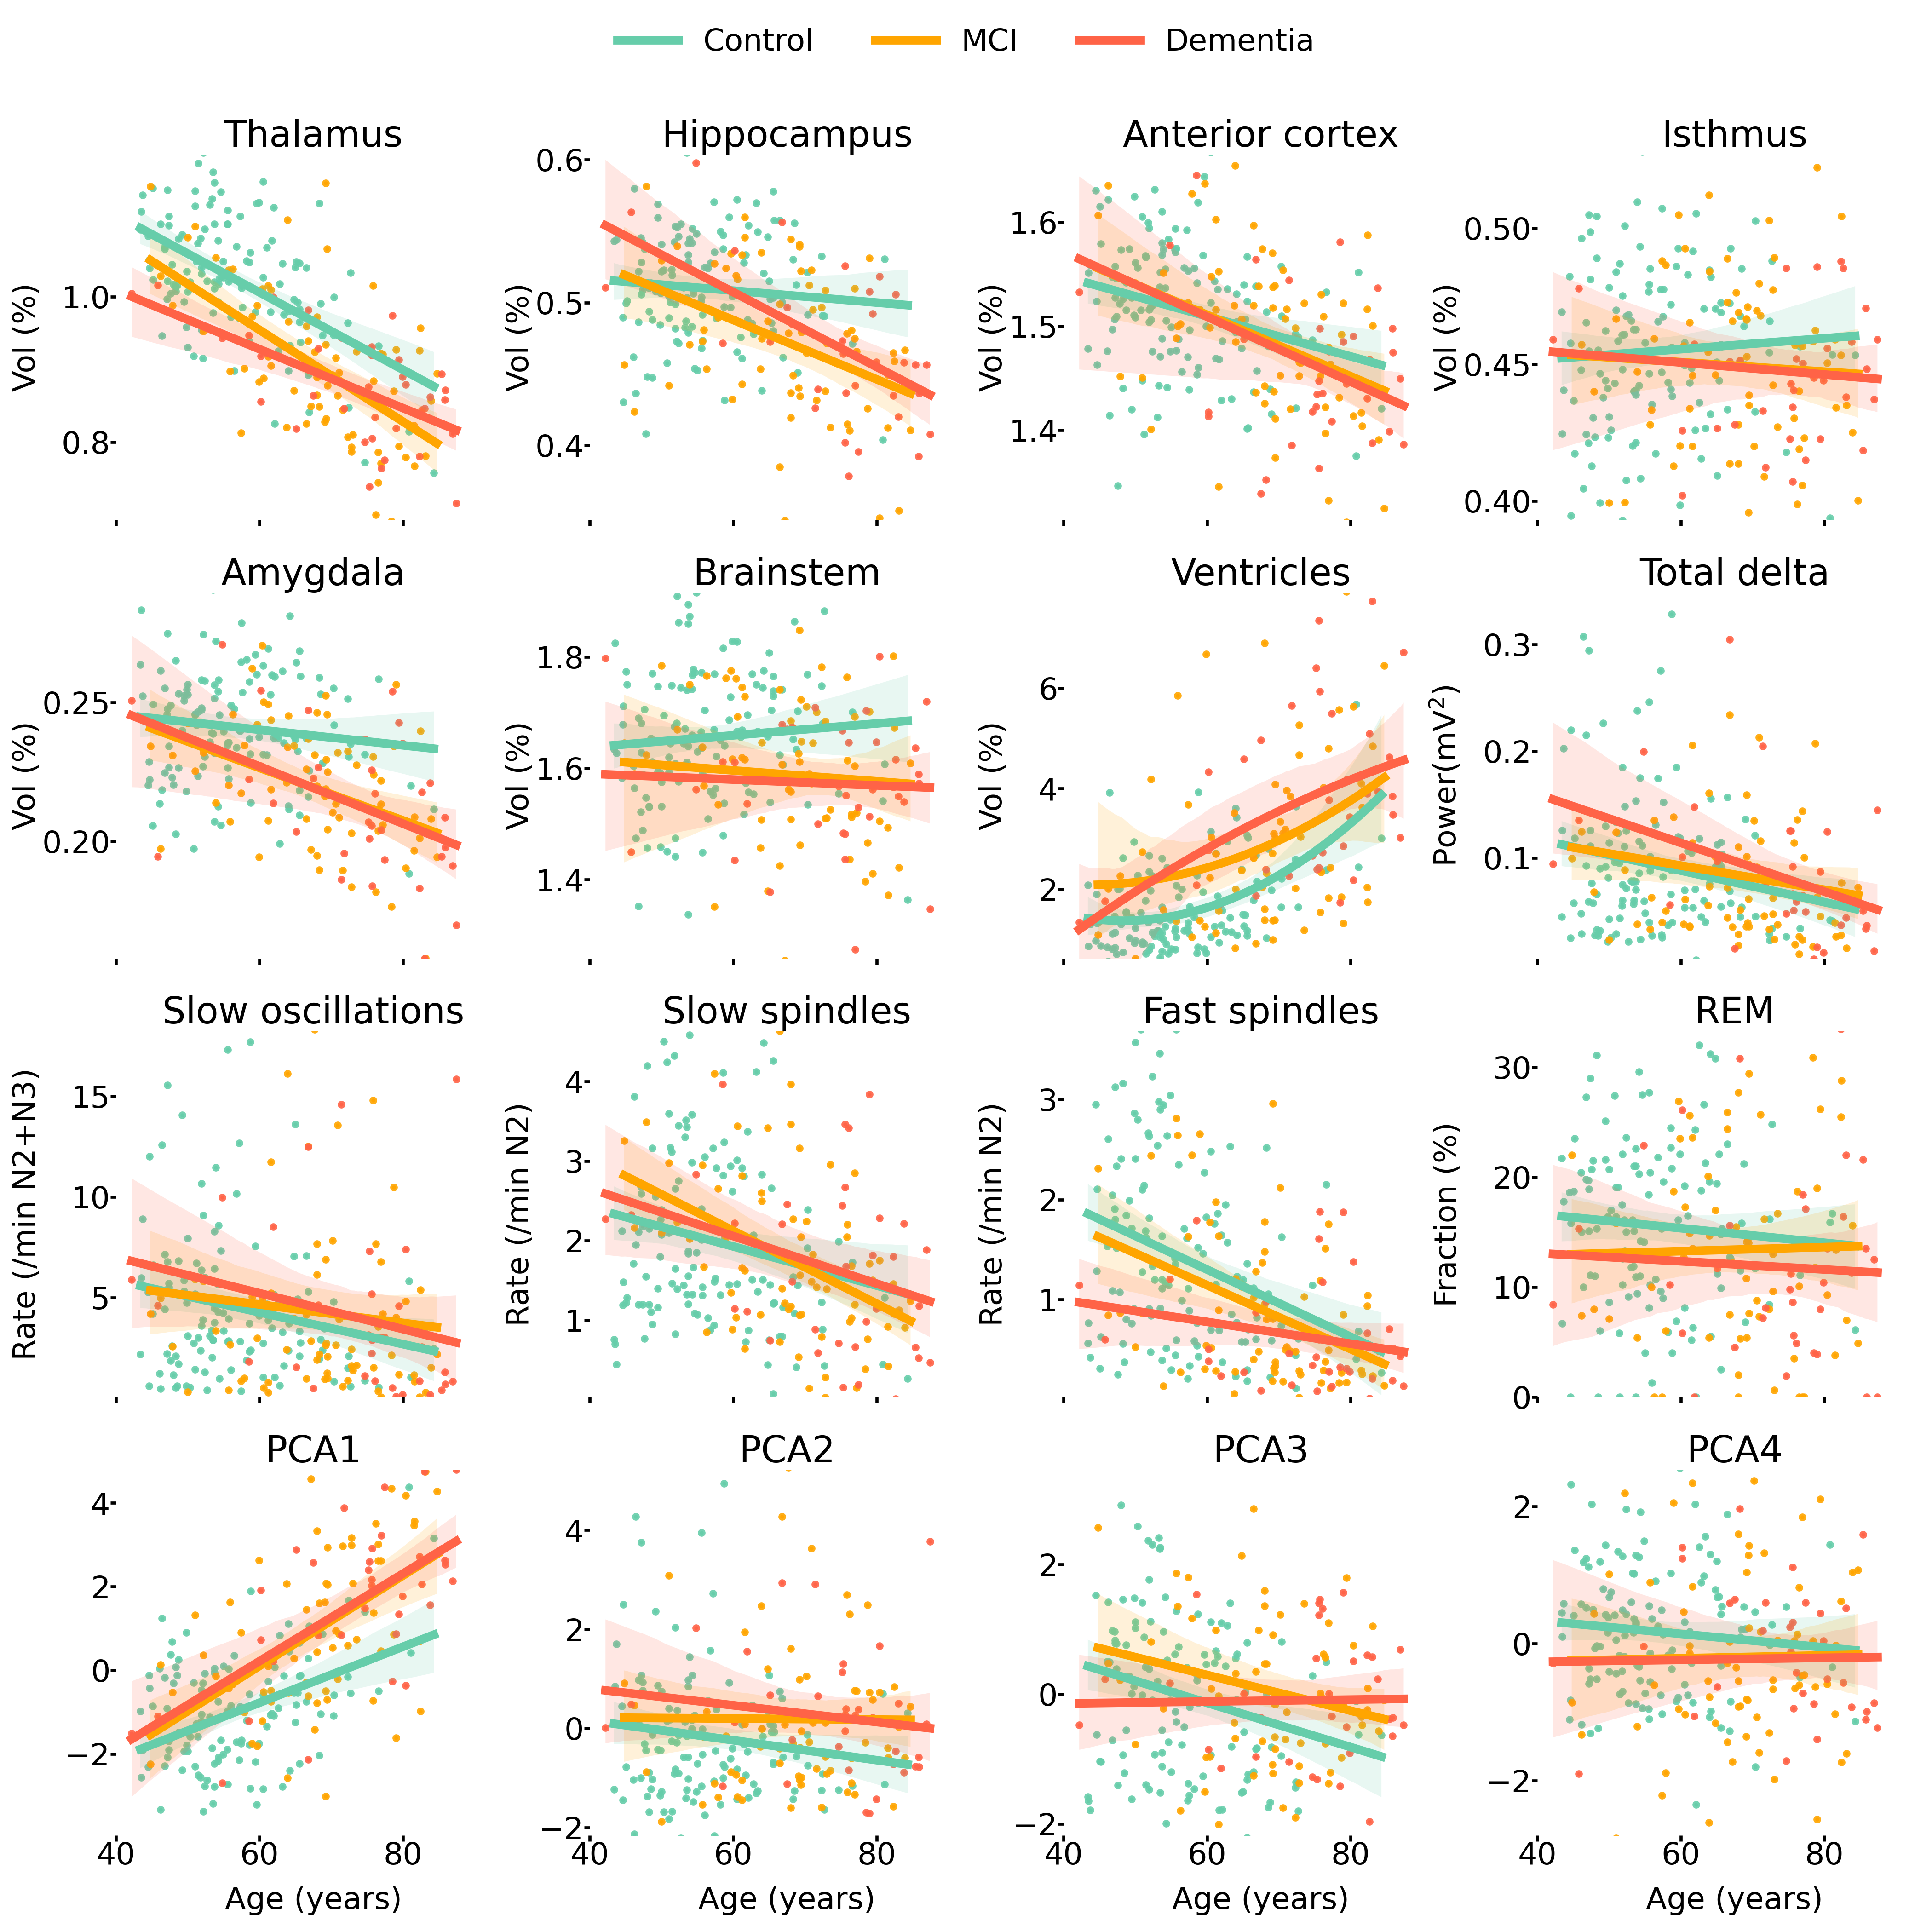 Control MCI Dementia
Thalamus Hippocampus Anterior cortex Isthmus
Vol (%) 1.0 0.8
Vol (%) 0.6 0.5 0.4
Vol (%) 1.6 1.5 1.4
Vol (%) 0.50 0.45 0.40
Amygdala Brainstem Ventricles Total delta
Vol (%) 0.25 0.20
Vol (%) 1.8 1.6 1.4
Vol (%) 6 4 2
Power(mV²) 0.3 0.2 0.1
Slow oscillations Slow spindles Fast spindles REM
Rate (/min N2+N3) 15 10 5
Rate (/min N2) 4 3 2 1
Rate (/min N2) 3 2 1
Fraction (%) 30 20 10 0
PCA1 PCA2 PCA3 PCA4
4 2 0 −2
4 2 0 −2
2 0 −2
2 0 −2
40 60 80 40 60 80 40 60 80 40 60 80
Age (years) Age (years) Age (years) Age (years)